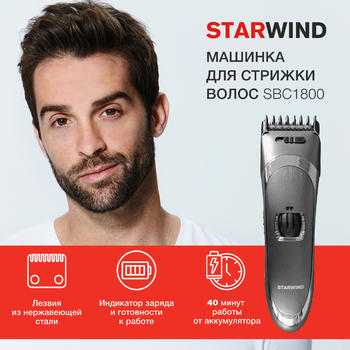 STARWIND
МАШИНКА
ДЛЯ СТРИЖКИ
ВОЛОС SBC1800
STARWIND
Лезвия
из нержавеющей
стали
Индикатор заряда
и готовности
к работе
40 минут
работы
от аккумулятора